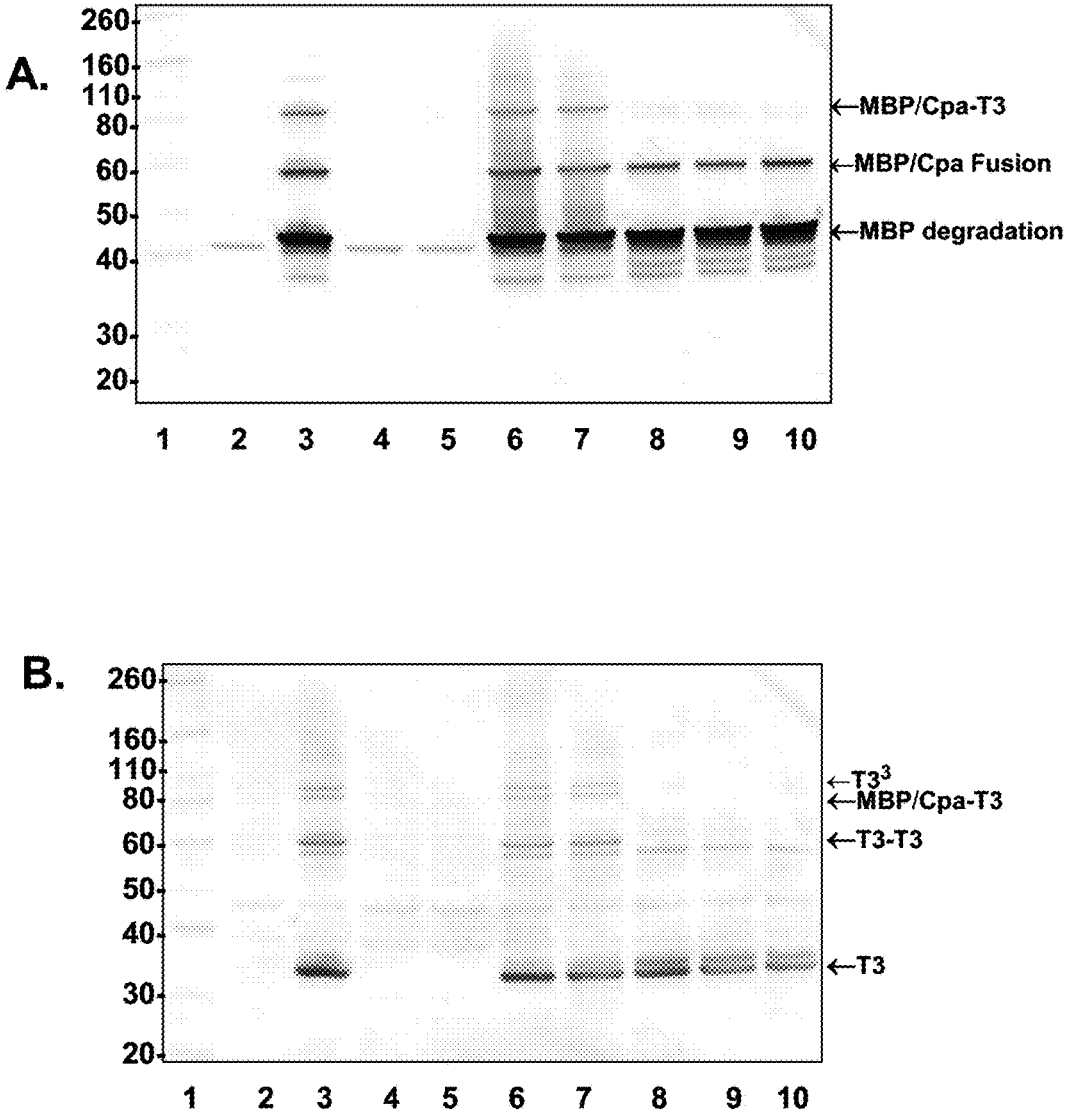 A.
260
160
110
80
60
50
40
30
20
←MBP/Cpa-T3
←MBP/Cpa Fusion
←MBP degradation
1 2 3 4 5 6 7 8 9 10
B.
260
160
110
80
60
50
40
30
20
←T3³
←MBP/Cpa-T3
←T3-T3
←T3
1 2 3 4 5 6 7 8 9 10